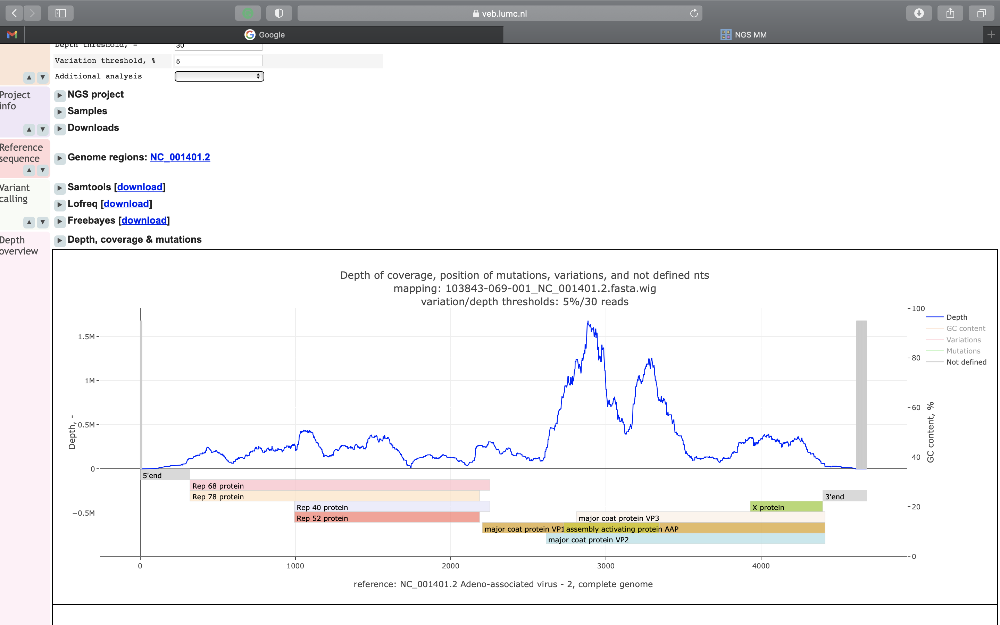 veb.lumc.nl
Google
NGS MM
Depth threshold, -
30
Variation threshold, %
5
Additional analysis
Project
info
NGS project
Samples
Downloads
Reference
sequence
Genome regions: NC_001401.2
Variant
calling
Samtools [download]
Lofreq [download]
Freebayes [download]
Depth
overview
Depth, coverage & mutations
Depth of coverage, position of mutations, variations, and not defined nts
mapping: 103843-069-001_NC_001401.2.fasta.wig
variation/depth thresholds: 5%/30 reads
Depth, -
1.5M
1M
0.5M
0
−0.5M
100
80
60
40
20
0
GC content, %
Depth
GC content
Variations
Mutations
Not defined
5'end
Rep 68 protein
Rep 78 protein
3'end
Rep 40 protein
X protein
Rep 52 protein
major coat protein VP3
major coat protein VP1
assembly activating protein AAP
major coat protein VP2
0
1000
2000
3000
4000
reference: NC_001401.2 Adeno-associated virus - 2, complete genome